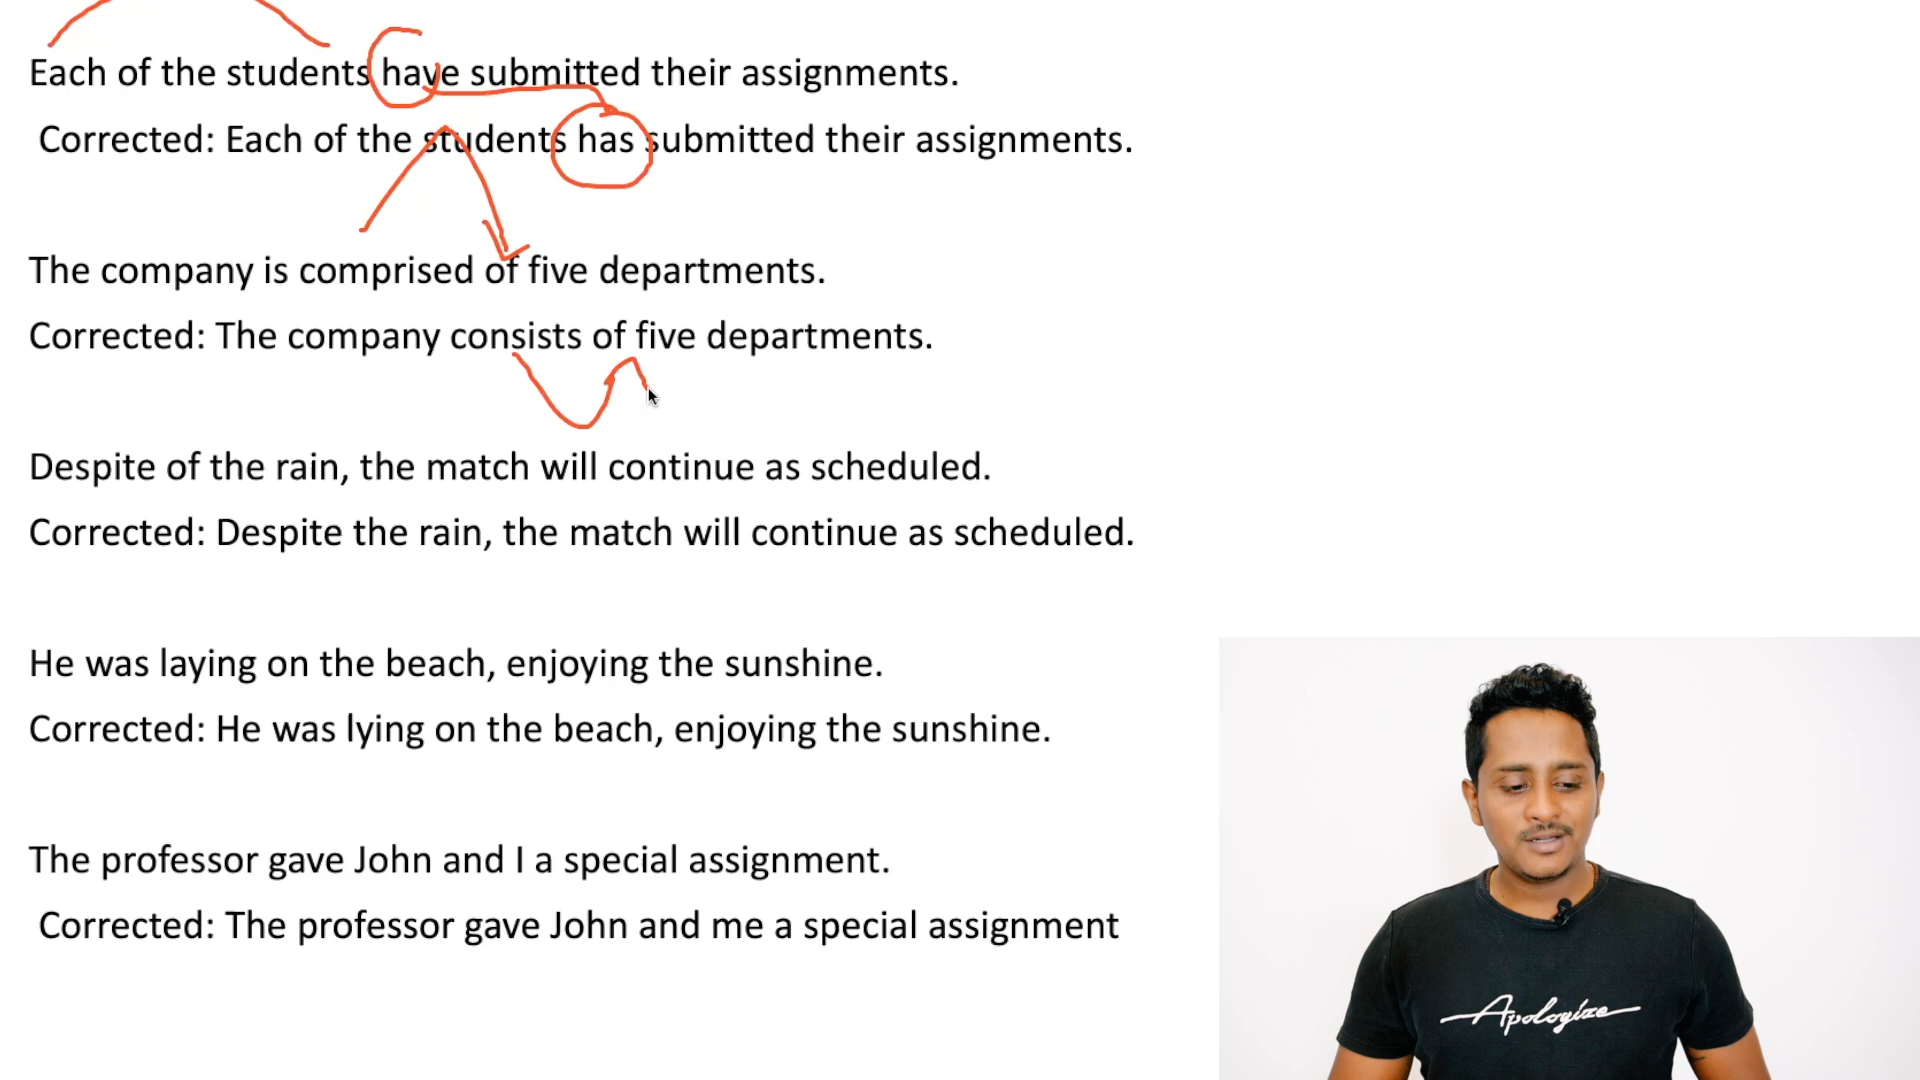 Each of the students have submitted their assignments.
Corrected: Each of the students has submitted their assignments.
The company is comprised of five departments.
Corrected: The company consists of five departments.
Despite of the rain, the match will continue as scheduled.
Corrected: Despite the rain, the match will continue as scheduled.
He was laying on the beach, enjoying the sunshine.
Corrected: He was lying on the beach, enjoying the sunshine.
The professor gave John and I a special assignment.
Corrected: The professor gave John and me a special assignment
Apologize